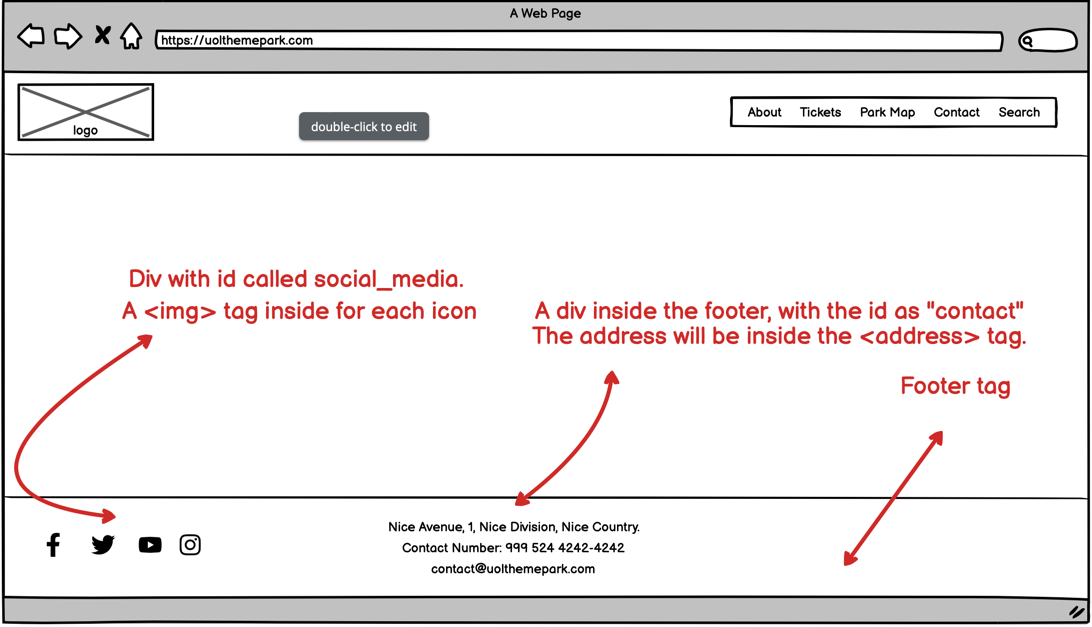 A Web Page
https://uolthemepark.com
logo
double-click to edit
About Tickets Park Map Contact Search
Div with id called social_media.
A <img> tag inside for each icon
A div inside the footer, with the id as "contact"
The address will be inside the <address> tag.
Footer tag
Nice Avenue, 1, Nice Division, Nice Country.
Contact Number: 999 524 4242-4242
contact@uolthemepark.com